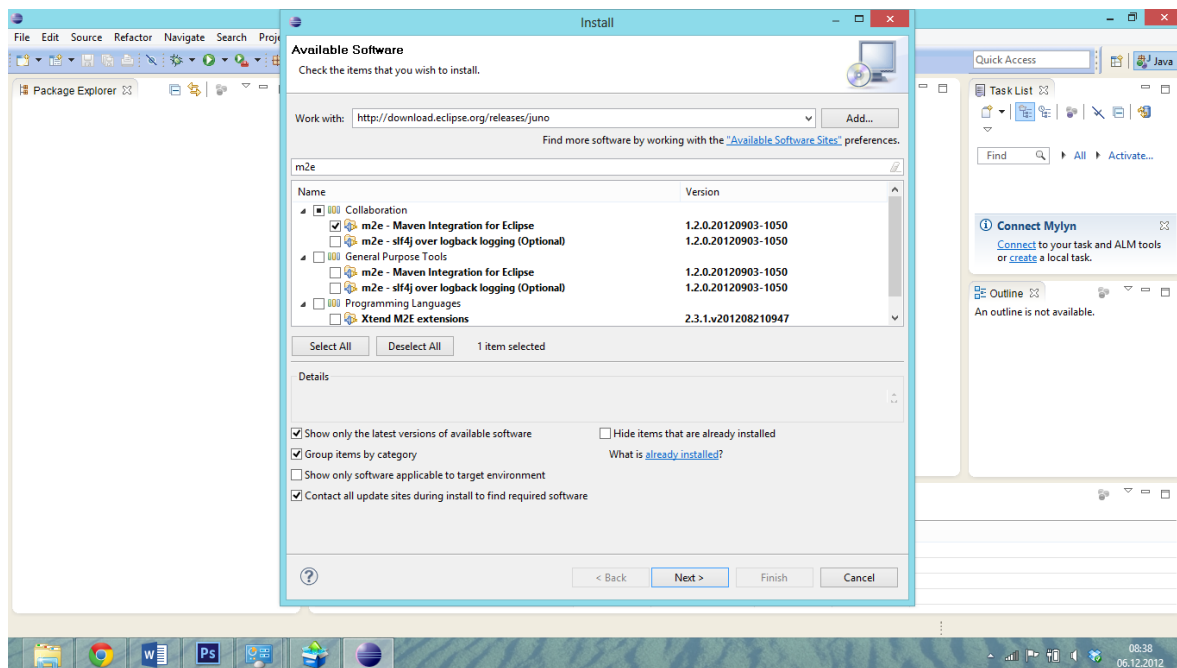 Install
File Edit Source Refactor Navigate Search Proje
Available Software
Check the items that you wish to install.
Quick Access
Java
Package Explorer
Task List
Work with: http://download.eclipse.org/releases/juno
Add...
Find more software by working with the "Available Software Sites" preferences.
Find
All
Activate...
m2e
Name Version
Collaboration
m2e - Maven Integration for Eclipse 1.2.0.20120903-1050
m2e - slf4j over logback logging (Optional) 1.2.0.20120903-1050
General Purpose Tools
m2e - Maven Integration for Eclipse 1.2.0.20120903-1050
m2e - slf4j over logback logging (Optional) 1.2.0.20120903-1050
Programming Languages
Xtend M2E extensions 2.3.1.v201208210947
Connect Mylyn
Connect to your task and ALM tools
or create a local task.
Outline
An outline is not available.
Select All Deselect All 1 item selected
Details
Show only the latest versions of available software
Hide items that are already installed
Group items by category
What is already installed?
Show only software applicable to target environment
Contact all update sites during install to find required software
?
< Back Next > Finish Cancel
W
Ps
08:38
06.12.2012